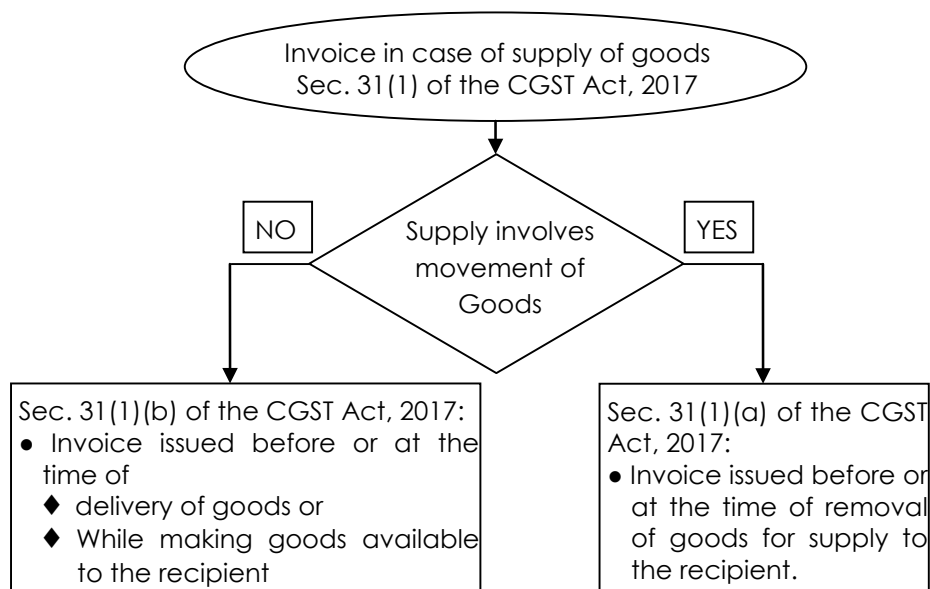 Invoice in case of supply of goods
Sec. 31(1) of the CGST Act, 2017
NO
Supply involves
movement of
Goods
YES
Sec. 31(1)(b) of the CGST Act, 2017:
● Invoice issued before or at the
time of
♦ delivery of goods or
♦ While making goods available
to the recipient
Sec. 31(1)(a) of the CGST
Act, 2017:
● Invoice issued before or
at the time of removal
of goods for supply to
the recipient.